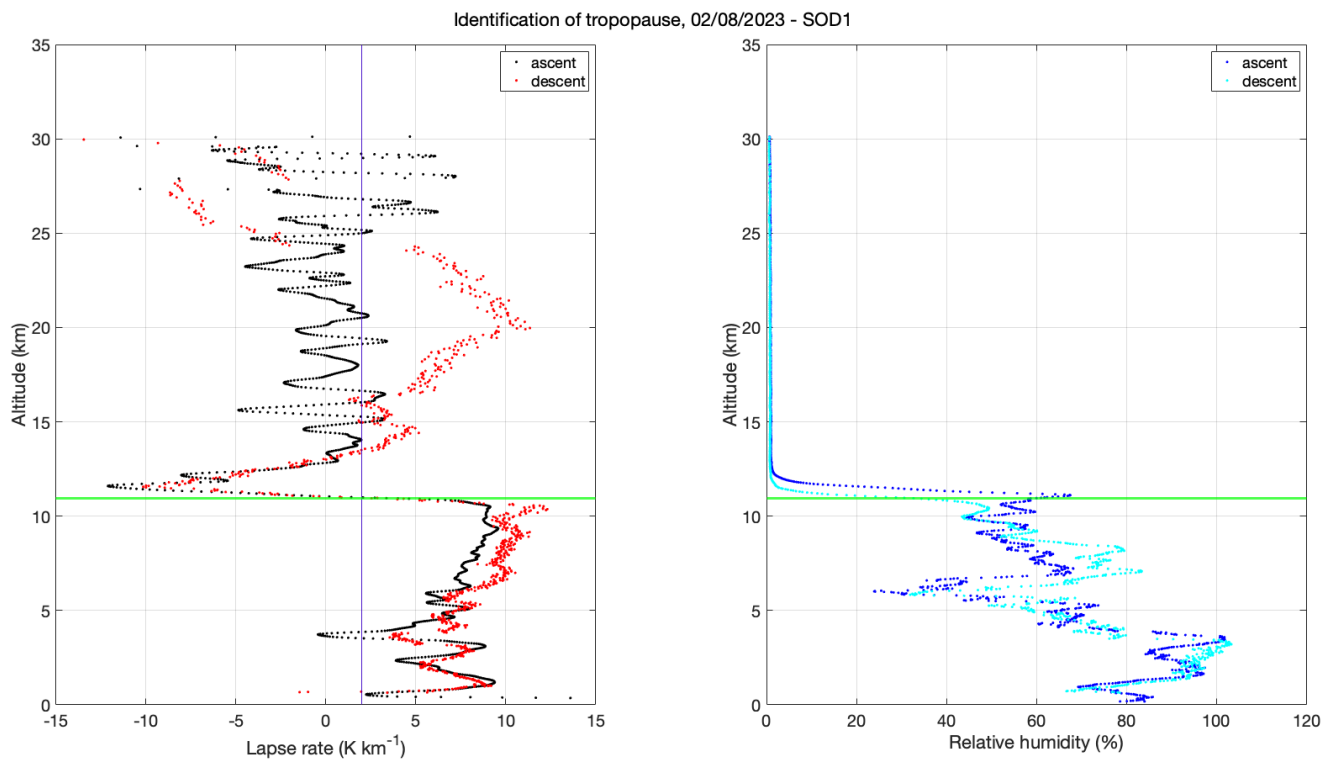 Identification of tropopause, 02/08/2023 - SOD1
35
30
25
20
15
10
5
0
Altitude (km)
-15 -10 -5 0 5 10 15
Lapse rate (K km⁻¹)
ascent
descent
35
30
25
20
15
10
5
0
Altitude (km)
0 20 40 60 80 100 120
Relative humidity (%)
ascent
descent